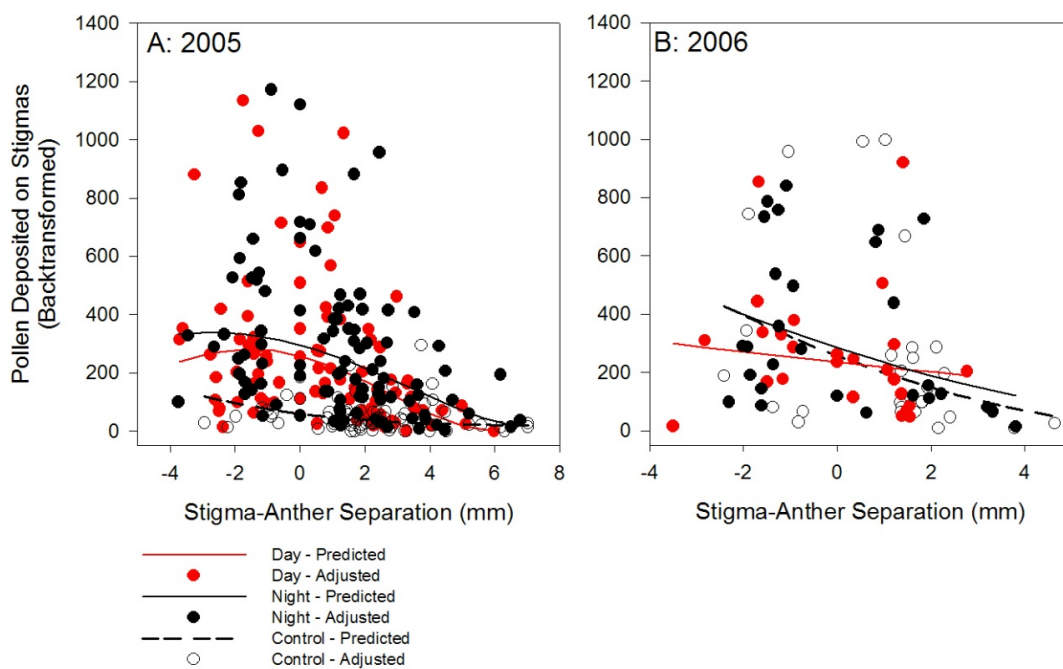 A: 2005
B: 2006
1400
1200
1000
800
600
400
200
0
Pollen Deposited on Stigmas
(Backtransformed)
-4 -2 0 2 4 6 8
Stigma-Anther Separation (mm)
1400
1200
1000
800
600
400
200
0
-4 -2 0 2 4
Stigma-Anther Separation (mm)
Day - Predicted
Day - Adjusted
Night - Predicted
Night - Adjusted
Control - Predicted
Control - Adjusted